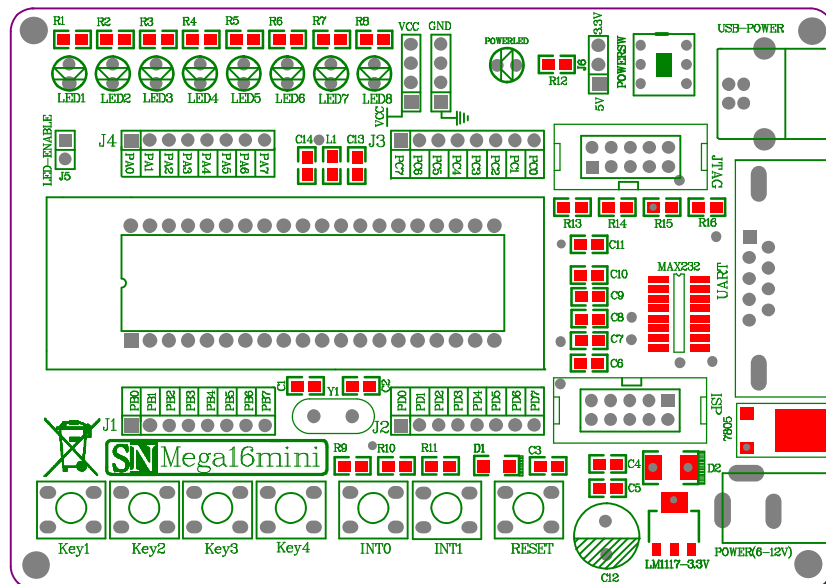 R1 R2 R3 R4 R5 R6 R7 R8 VCC GND
POWERLED
R12
J6
3.3V
5V
POWERSW
USB-POWER
LED1 LED2 LED3 LED4 LED5 LED6 LED7 LED8
VCC
LED-ENABLE
J5
J4
PA0 PA1 PA2 PA3 PA4 PA5 PA6 PA7
C14 L1 C13
J3
PC7 PC6 PC5 PC4 PC3 PC2 PC1 PC0
JTAG
R13 R14 R15 R16
C11
C10
C9
C8
C7
C6
MAX232
UART
C1
Y1
C2
J1
PB0 PB1 PB2 PB3 PB4 PB5 PB6 PB7
J2
PD0 PD1 PD2 PD3 PD4 PD5 PD6 PD7
ISP
7805
SN Mega16mini
R9 R10 R11 D1 C3
C4
C5
D2
Key1 Key2 Key3 Key4 INT0 INT1 RESET
C12
LM1117-3.3V
POWER(6-12V)